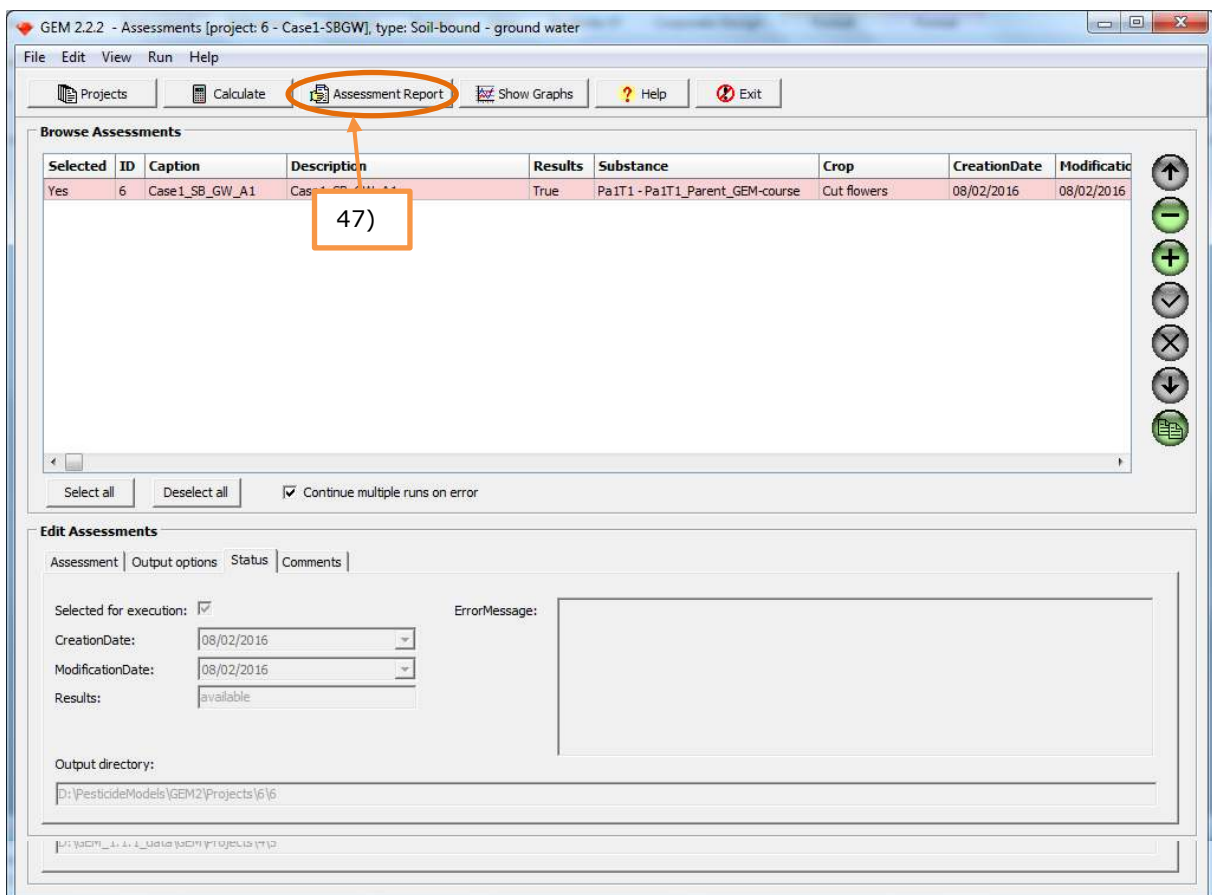 GEM 2.2.2 - Assessments [project: 6 - Case1-SBGW], type: Soil-bound - ground water
File Edit View Run Help
Projects Calculate Assessment Report Show Graphs Help Exit
Browse Assessments
Selected ID Caption Description Results Substance Crop CreationDate Modificatio
Yes 6 Case1_SB_GW_A1 True Pa1T1 - Pa1T1_Parent_GEM-course Cut flowers 08/02/2016 08/02/2016
47)
Select all Deselect all Continue multiple runs on error
Edit Assessments
Assessment Output options Status Comments
Selected for execution: ErrorMessage:
CreationDate: 08/02/2016
ModificationDate: 08/02/2016
Results: available
Output directory:
D:\PesticideModels\GEM2\Projects\6\6